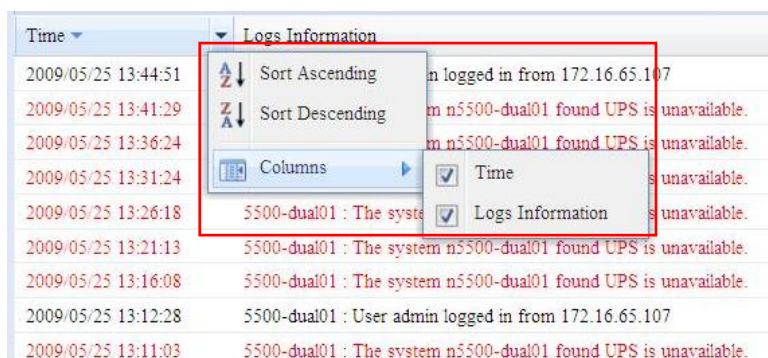 Time Logs Information
2009/05/25 13:44:51 Sort Ascending n logged in from 172.16.65.107
2009/05/25 13:41:29 Sort Descending m n5500-dual01 found UPS is unavailable.
2009/05/25 13:36:24 m n5500-dual01 found UPS is unavailable.
2009/05/25 13:31:24 Columns Time s unavailable.
2009/05/25 13:26:18 5500-dual01 : The syste Logs Information s unavailable.
2009/05/25 13:21:13 5500-dual01 : The system n5500-dual01 found UPS is unavailable.
2009/05/25 13:16:08 5500-dual01 : The system n5500-dual01 found UPS is unavailable.
2009/05/25 13:12:28 5500-dual01 : User admin logged in from 172.16.65.107
2009/05/25 13:11:03 5500-dual01 : The system n5500-dual01 found UPS is unavailable.